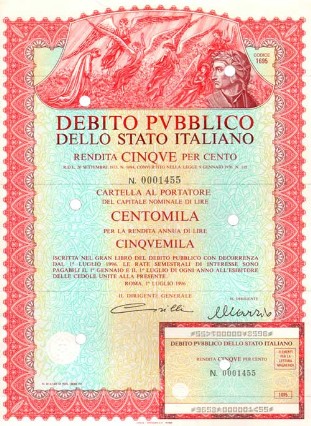 CODICE
1695
DEBITO PVBBLICO
DELLO STATO ITALIANO
RENDITA CINQVE PER CENTO
N. 0001455
CARTELLA AL PORTATORE
DEL CAPITALE NOMINALE DI LIRE
CENTOMILA
PER LA RENDITA ANNUA DI LIRE
CINQVEMILA
ISCRITTA NEL GRAN LIBRO DEL DEBITO PUBBLICO CON DECORRENZA
DAL 1° LUGLIO 1966. LE RATE SEMESTRALI DI INTERESSE SONO
PAGABILI IL 1° GENNAIO E IL 1° LUGLIO DI OGNI ANNO ALL'ESIBITORE
DELLE CEDOLE UNITE ALLA PRESENTE.
ROMA, 1° LUGLIO 1966
IL DIRIGENTE GENERALE
IL DIRIGENTE
DEBITO PVBBLICO DELLO STATO ITALIANO
RENDITA CINQVE PER CENTO
N. 0001455
1695